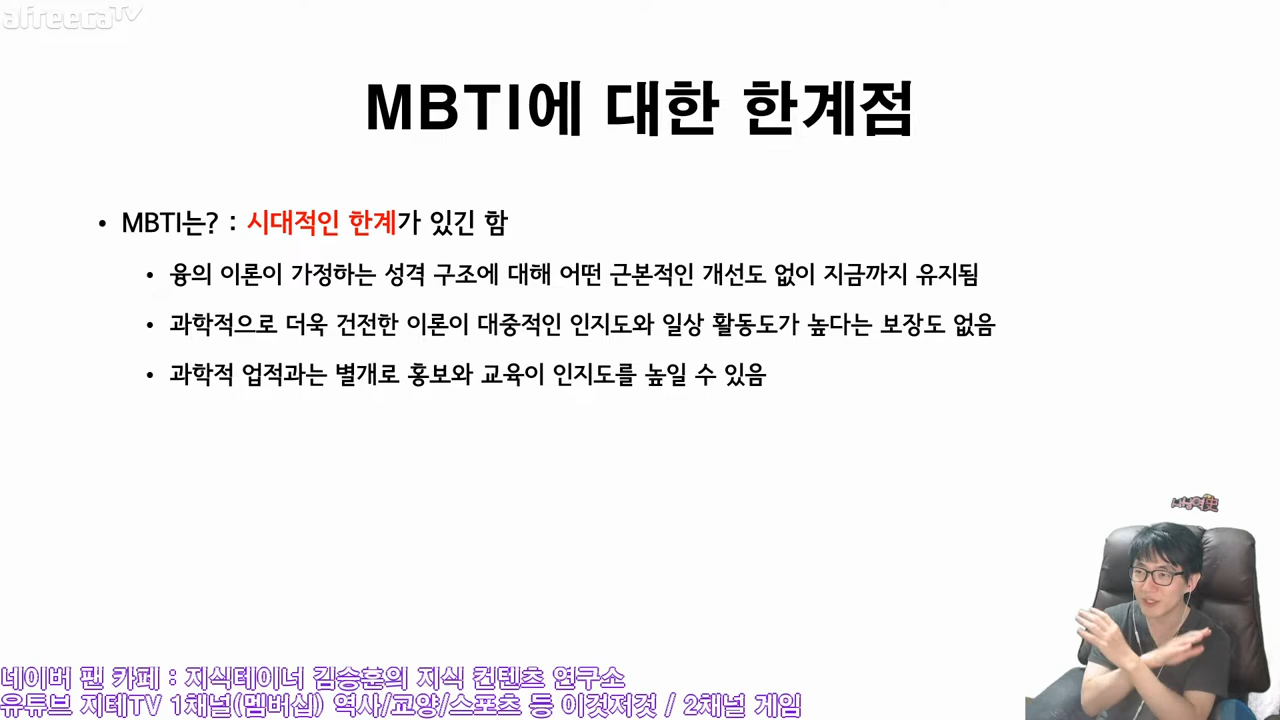 afreecaTV
MBTI에 대한 한계점
• MBTI는? : 시대적인 한계가 있긴 함
• 융의 이론이 가정하는 성격 구조에 대해 어떤 근본적인 개선도 없이 지금까지 유지됨
• 과학적으로 더욱 건전한 이론이 대중적인 인지도와 일상 활동도가 높다는 보장도 없음
• 과학적 업적과는 별개로 홍보와 교육이 인지도를 높일 수 있음
네이버 팬 카페 : 지식테이너 김승훈의 지식 컨텐츠 연구소
유튜브 지테TV 1채널(멤버십) 역사/교양/스포츠 등 이것저것 / 2채널 게임